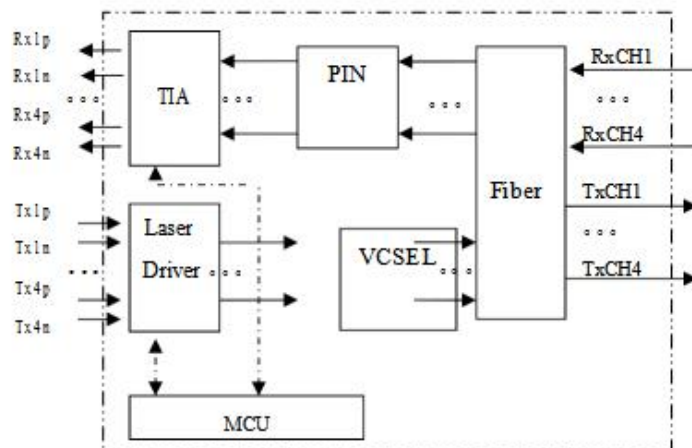 Rx1p
Rx1n
Rx4p
Rx4n
TIA
PIN
RxCH1
RxCH4
Fiber
TxCH1
TxCH4
Tx1p
Tx1n
Tx4p
Tx4n
Laser
Driver
VCSEL
MCU